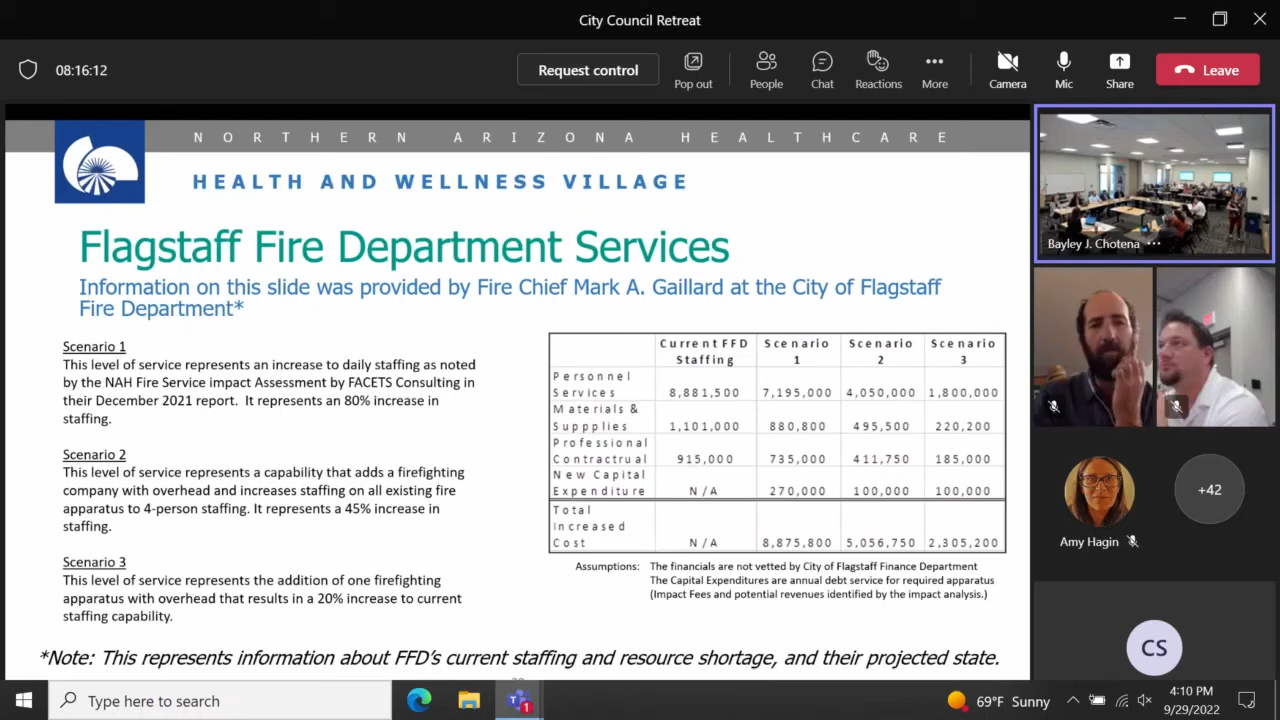 City Council Retreat
08:16:12
Request control
Pop out
People
Chat
Reactions
More
Camera
Mic
Share
Leave
NORTHERN ARIZONA HEALTHCARE
HEALTH AND WELLNESS VILLAGE
Flagstaff Fire Department Services
Information on this slide was provided by Fire Chief Mark A. Gaillard at the City of Flagstaff
Fire Department*
Scenario 1
This level of service represents an increase to daily staffing as noted
by the NAH Fire Service impact Assessment by FACETS Consulting in
their December 2021 report. It represents an 80% increase in
staffing.
Scenario 2
This level of service represents a capability that adds a firefighting
company with overhead and increases staffing on all existing fire
apparatus to 4-person staffing. It represents a 45% increase in
staffing.
Scenario 3
This level of service represents the addition of one firefighting
apparatus with overhead that results in a 20% increase to current
staffing capability.
Current FFD Scenario Scenario Scenario
Staffing 1 2 3
Personnel
Services 8,881,500 7,195,000 4,050,000 1,800,000
Materials &
Suppplies 1,101,000 880,800 495,500 220,200
Professional
Contractrual 915,000 735,000 411,750 185,000
New Capital
Expenditure N/A 270,000 100,000 100,000
Total
Increased
Cost N/A 8,875,800 5,056,750 2,305,200
Assumptions: The financials are not vetted by City of Flagstaff Finance Department
The Capital Expenditures are annual debt service for required apparatus
(Impact Fees and potential revenues identified by the impact analysis.)
*Note: This represents information about FFD's current staffing and resource shortage, and their projected state.
Bayley J. Chotena
+42
Amy Hagin
CS
Type here to search
1
69°F Sunny
4:10 PM
9/29/2022